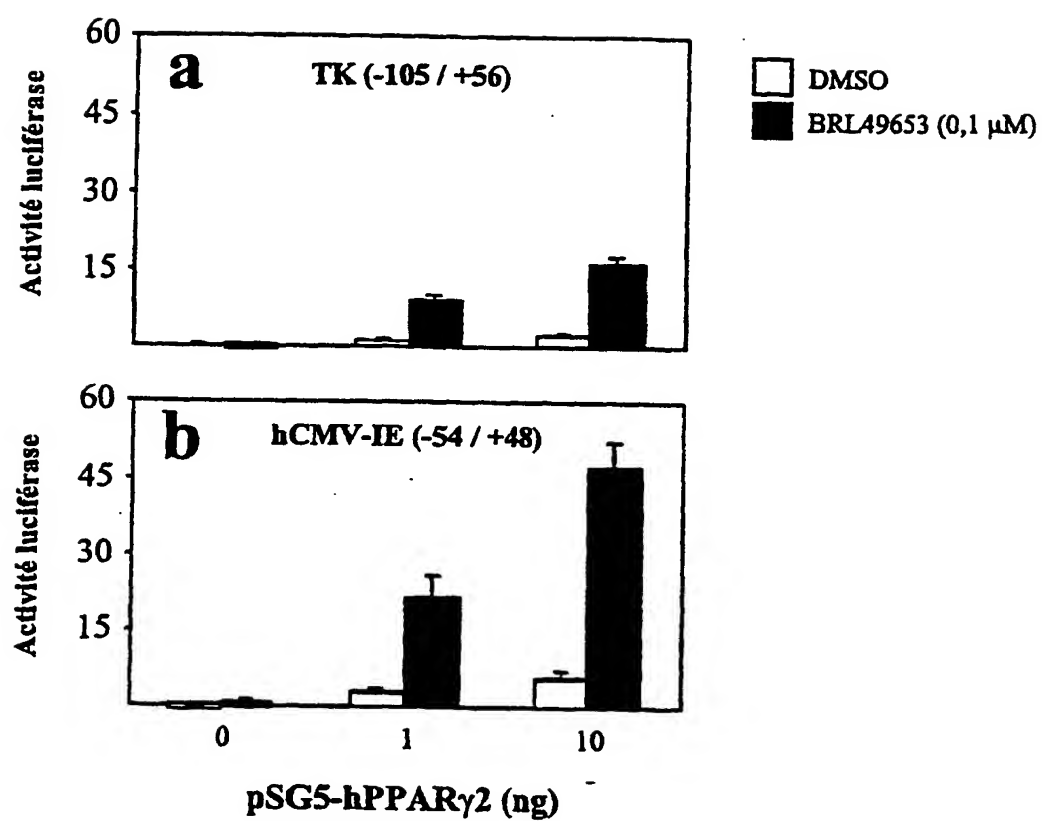 60
a
TK (-105 / +56)
45
30
15
Activité luciférase
DMSO
BRL49653 (0,1 µM)
60
b
hCMV-IE (-54 / +48)
45
30
15
Activité luciférase
0 1 10
pSG5-hPPARγ2 (ng)